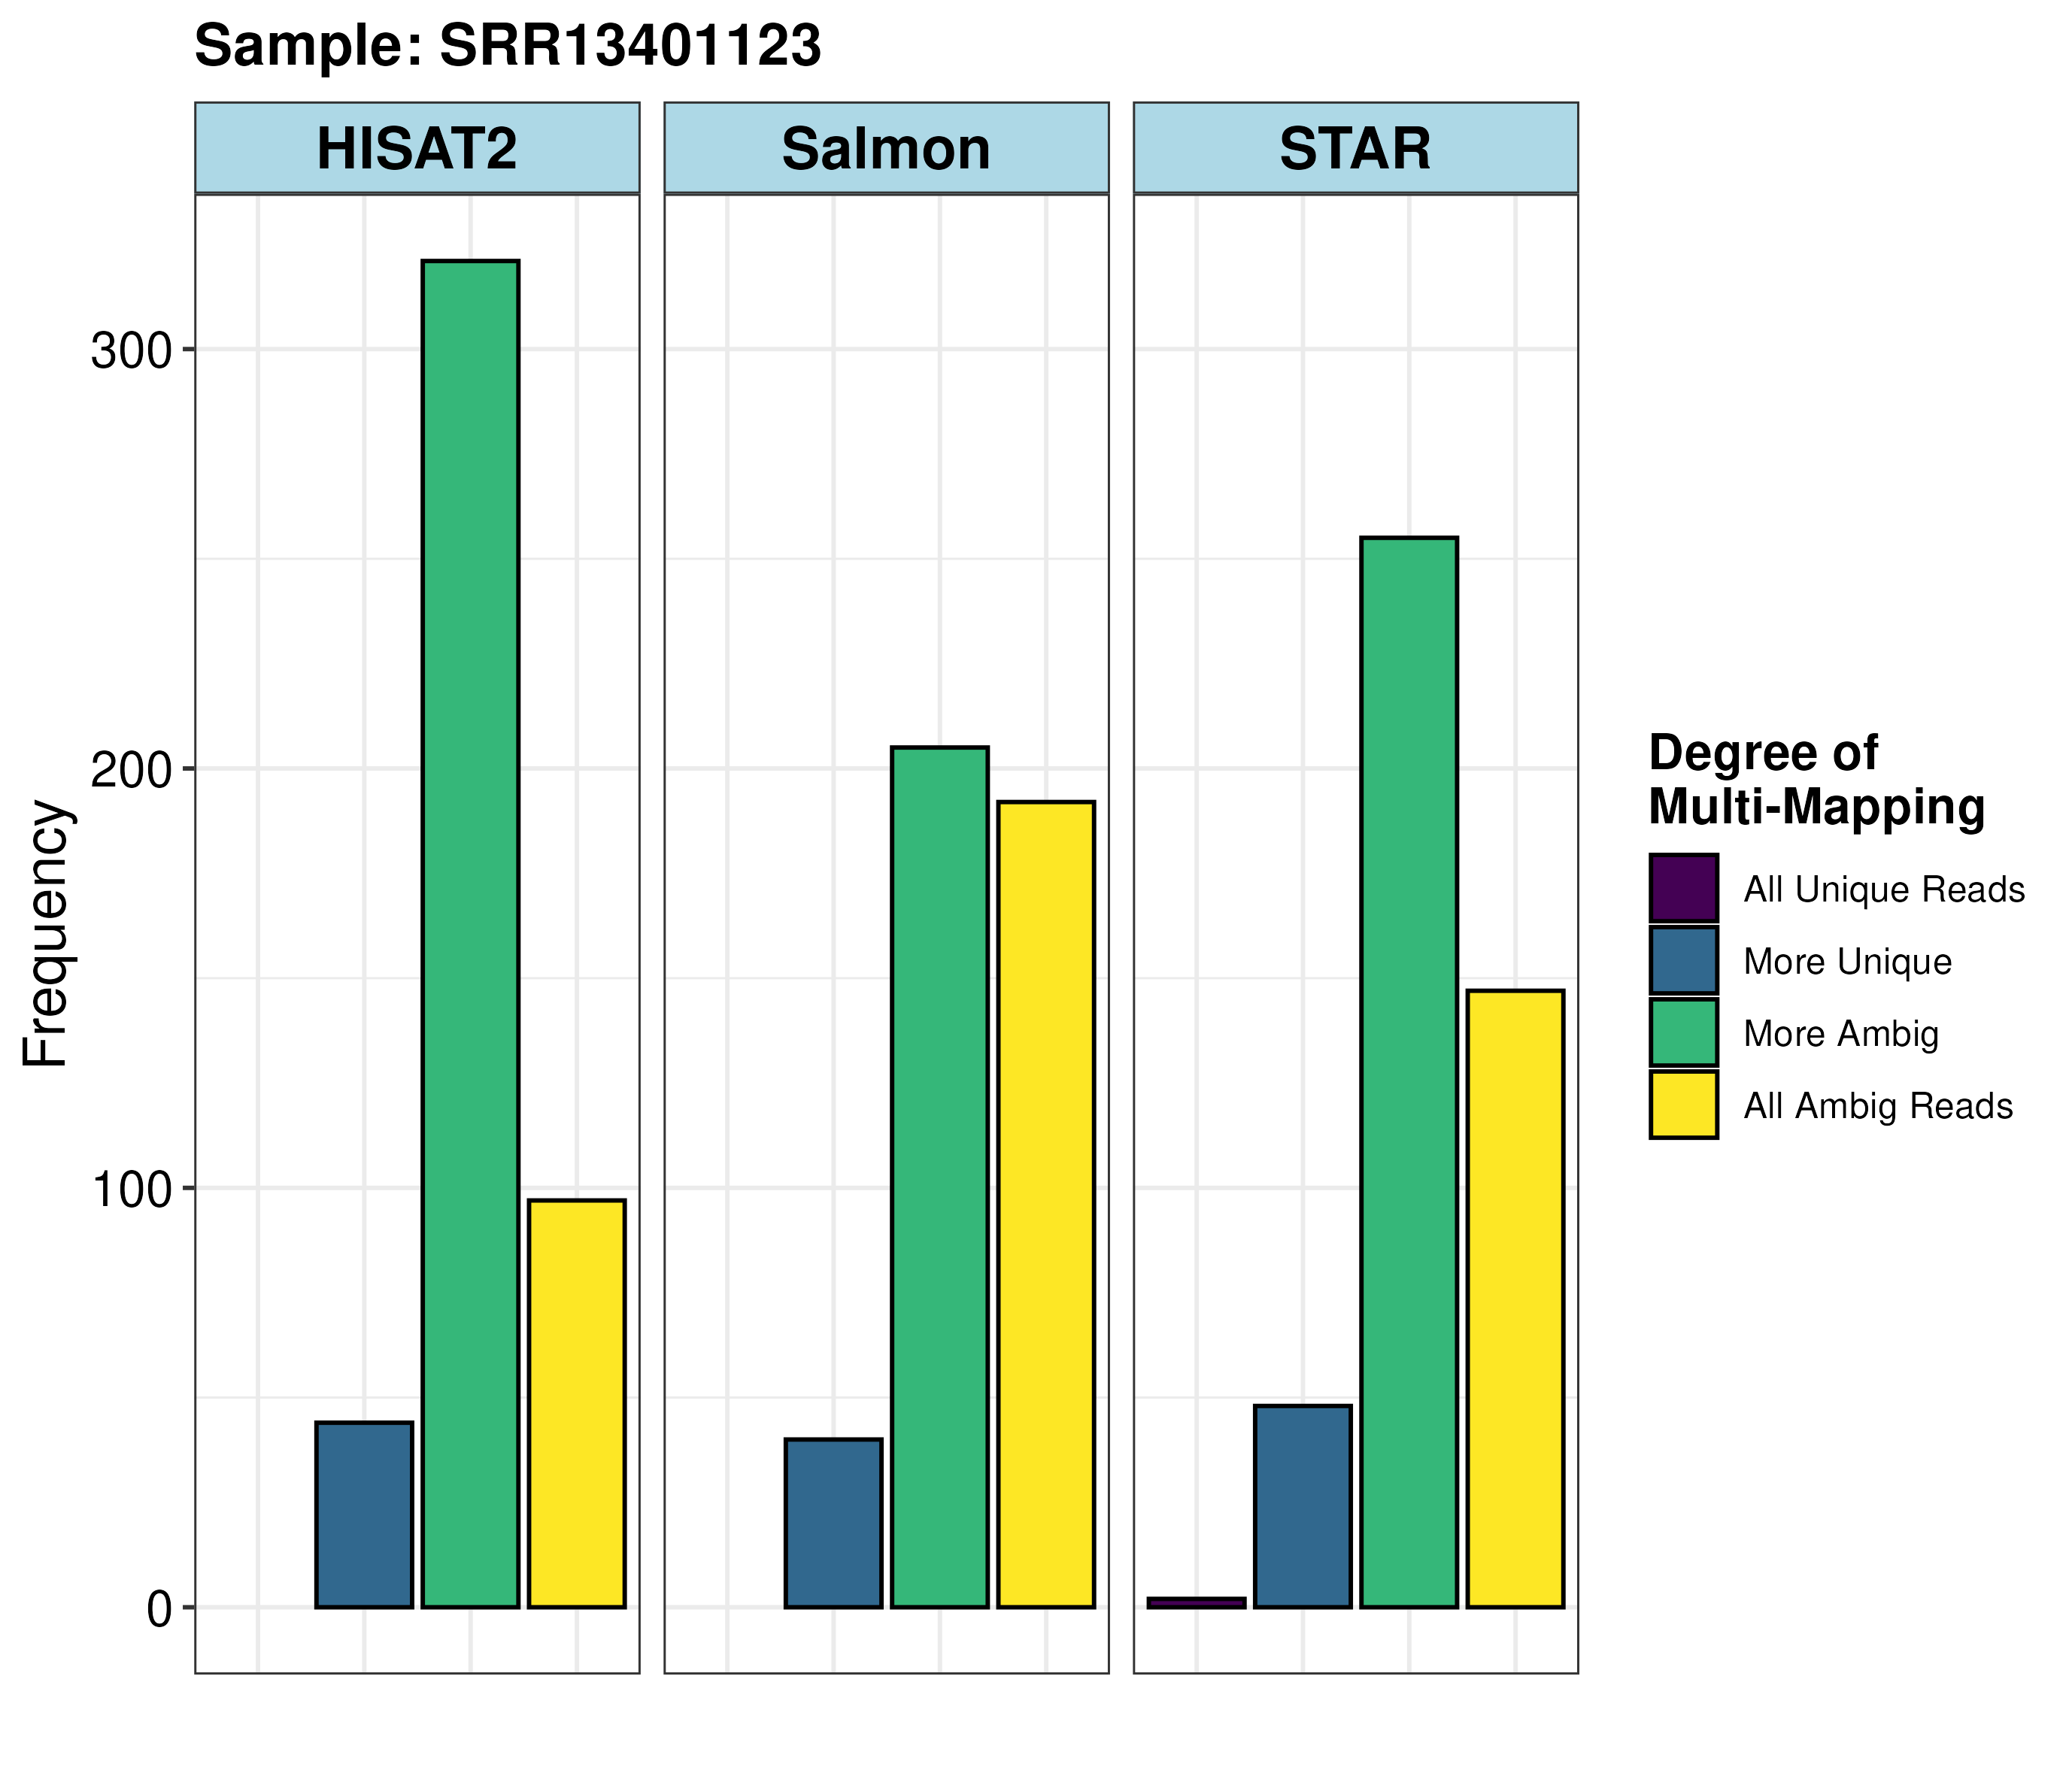 Sample: SRR13401123
HISAT2
Salmon
STAR
Frequency
300
200
100
0
Degree of
Multi-Mapping
All Unique Reads
More Unique
More Ambig
All Ambig Reads